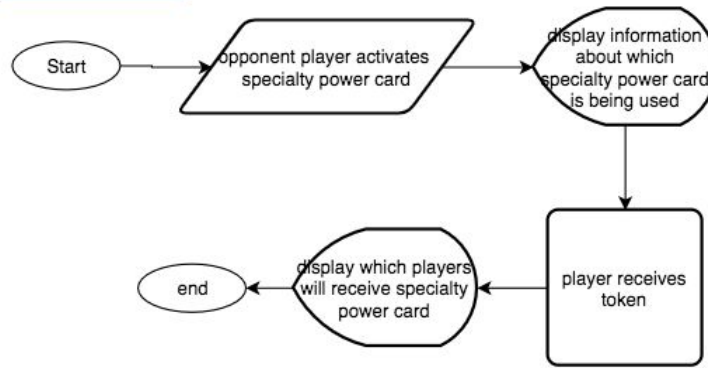 Start
opponent player activates
specialty power card
display information
about which
specialty power card
is being used
player receives
token
display which players
will receive specialty
power card
end